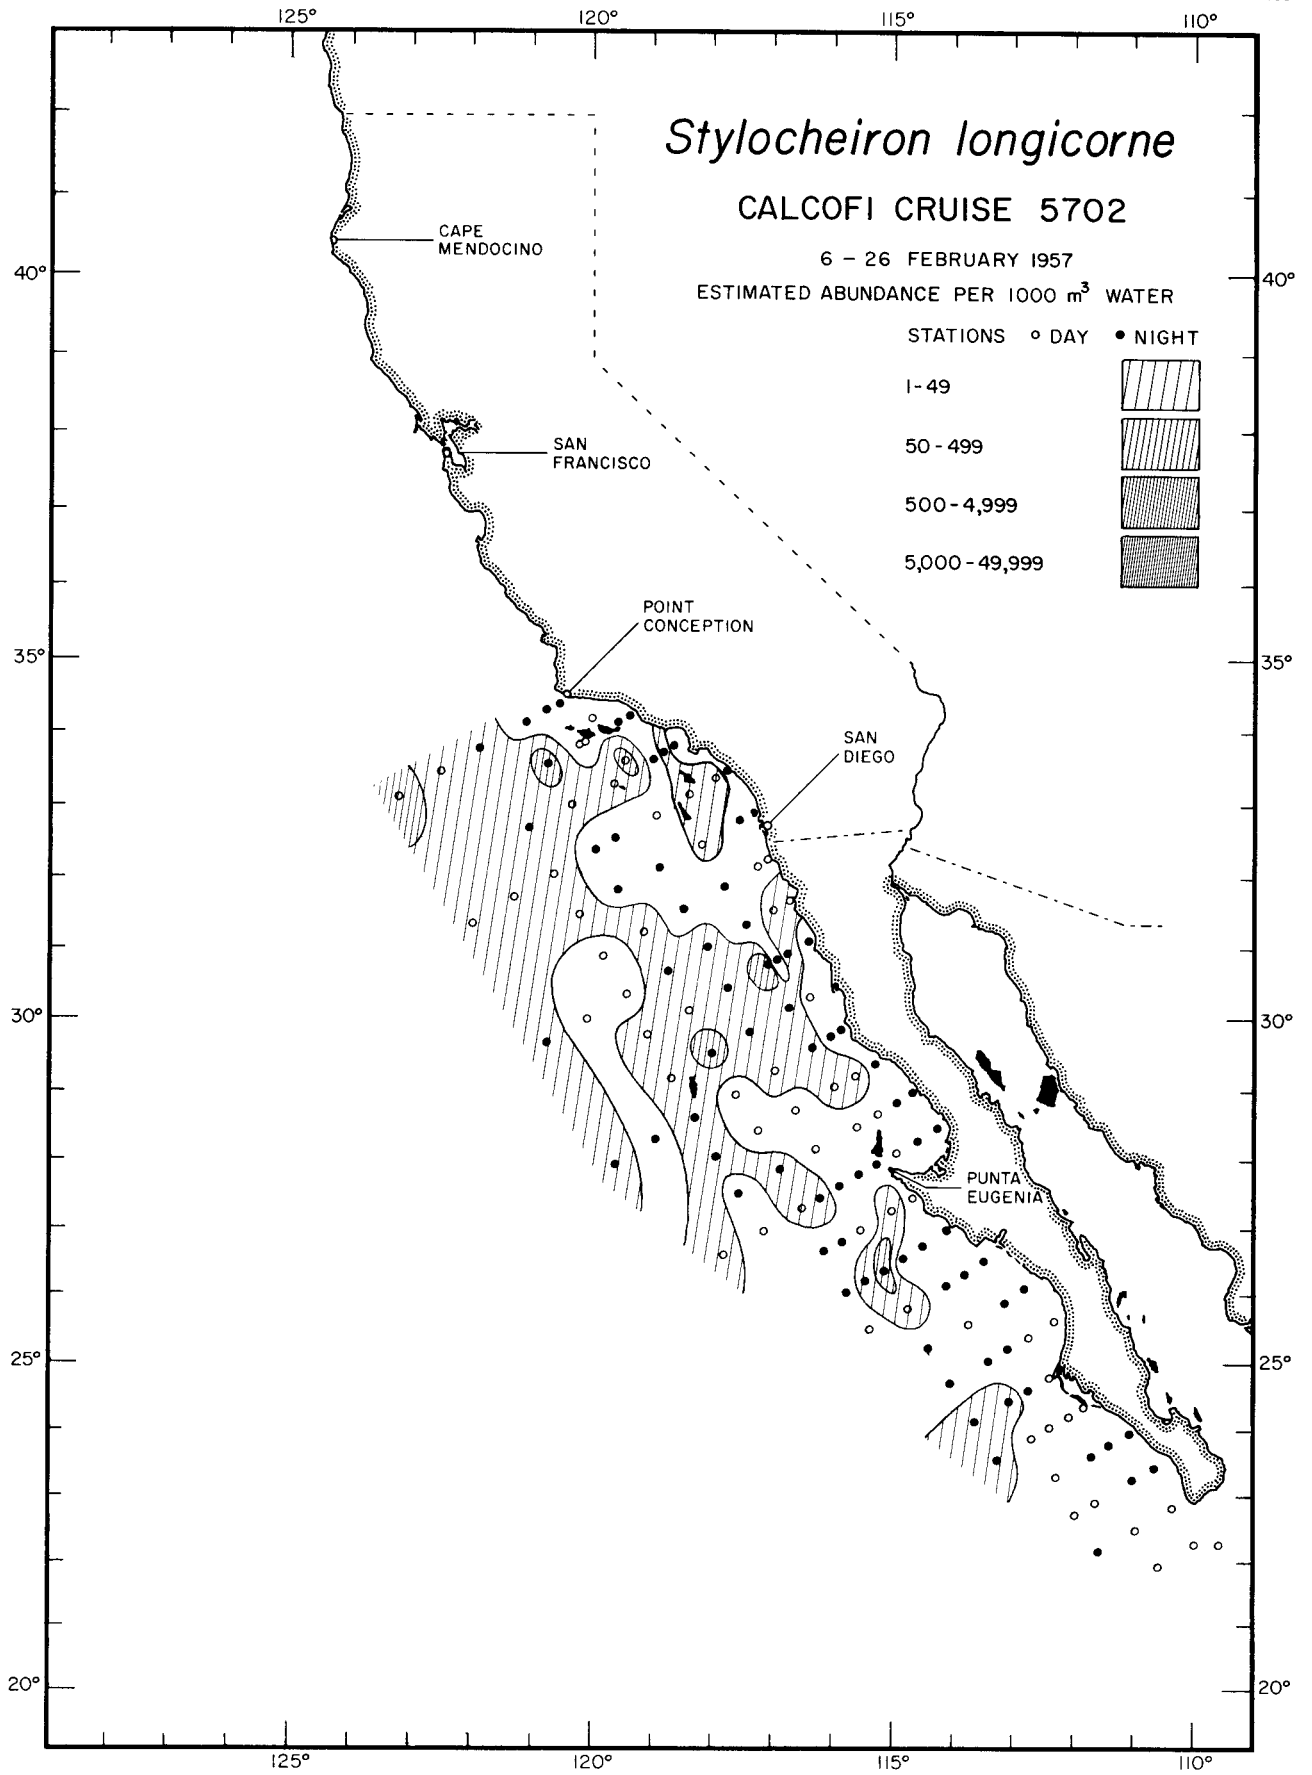 125° 120° 115° 110°
Stylocheiron longicorne
CALCOFI CRUISE 5702
6 – 26 FEBRUARY 1957
ESTIMATED ABUNDANCE PER 1000 m³ WATER
STATIONS ○ DAY ● NIGHT
1-49
50-499
500-4,999
5,000-49,999
CAPE
MENDOCINO
40° 40°
SAN
FRANCISCO
POINT
CONCEPTION
35° 35°
SAN
DIEGO
30° 30°
PUNTA
EUGENIA
25° 25°
20° 20°
125° 120° 115° 110°